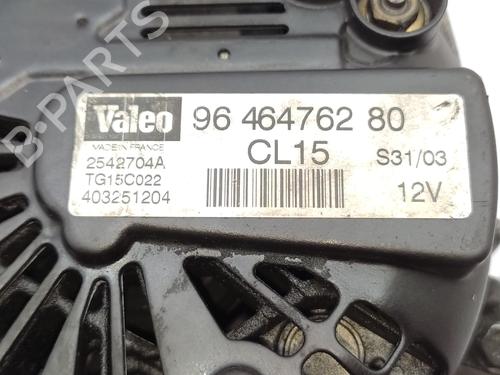 B-PARTS
Valeo
96 464762 80
MADE IN FRANCE
CL15
S31/03
2542704A
TG15C022
403251204
12V